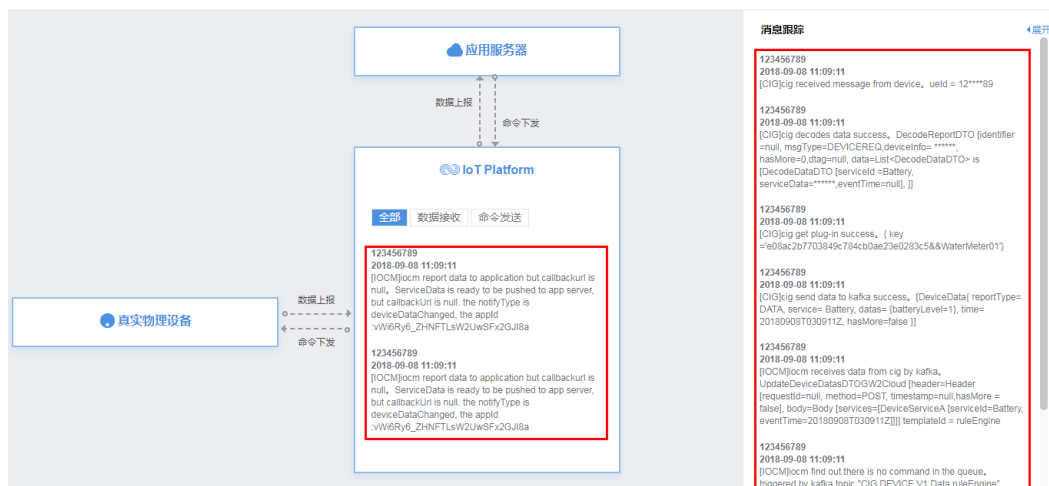 应用服务器
数据上报
命令下发
IoT Platform
全部 数据接收 命令发送
123456789
2018-09-08 11:09:11
[IOCM]iocm report data to application but callbackurl is
null。ServiceData is ready to be pushed to app server,
but callbackUrl is null. the notifyType is
deviceDataChanged, the appId
:vWi6Ry6_ZHNFTLsW2UwSFx2GJI8a
123456789
2018-09-08 11:09:11
[IOCM]iocm report data to application but callbackurl is
null。ServiceData is ready to be pushed to app server,
but callbackUrl is null. the notifyType is
deviceDataChanged, the appId
:vWi6Ry6_ZHNFTLsW2UwSFx2GJI8a
真实物理设备
数据上报
命令下发
消息跟踪
展开
123456789
2018-09-08 11:09:11
[CIG]cig received message from device。ueId = 12****89
123456789
2018-09-08 11:09:11
[CIG]cig decodes data success。DecodeReportDTO [identifier
=null, msgType=DEVICEREQ,deviceInfo= ******,
hasMore=0,dtag=null, data=List<DecodeDataDTO> is
[DecodeDataDTO [serviceId =Battery,
serviceData=******,eventTime=null], ]]
123456789
2018-09-08 11:09:11
[CIG]cig get plug-in success。{ key
='e08ac2b7703849c784cb0ae23e0283c5&&WaterMeter01'}
123456789
2018-09-08 11:09:11
[CIG]cig send data to kafka success。[DeviceData{ reportType=
DATA, service= Battery, datas= {batteryLevel=1}, time=
20180908T030911Z, hasMore=false }]
123456789
2018-09-08 11:09:11
[IOCM]iocm receives data from cig by kafka。
UpdateDeviceDatasDTOGW2Cloud [header=Header
[requestId=null, method=POST, timestamp=null,hasMore =
false], body=Body [services=[DeviceServiceA [serviceId=Battery,
eventTime=20180908T030911Z]]]] templateId = ruleEngine
123456789
2018-09-08 11:09:11
[IOCM]iocm find out there is no command in the queue。
triggered by kafka topic "CIG.DEVICE.V1.Data.ruleEngine"